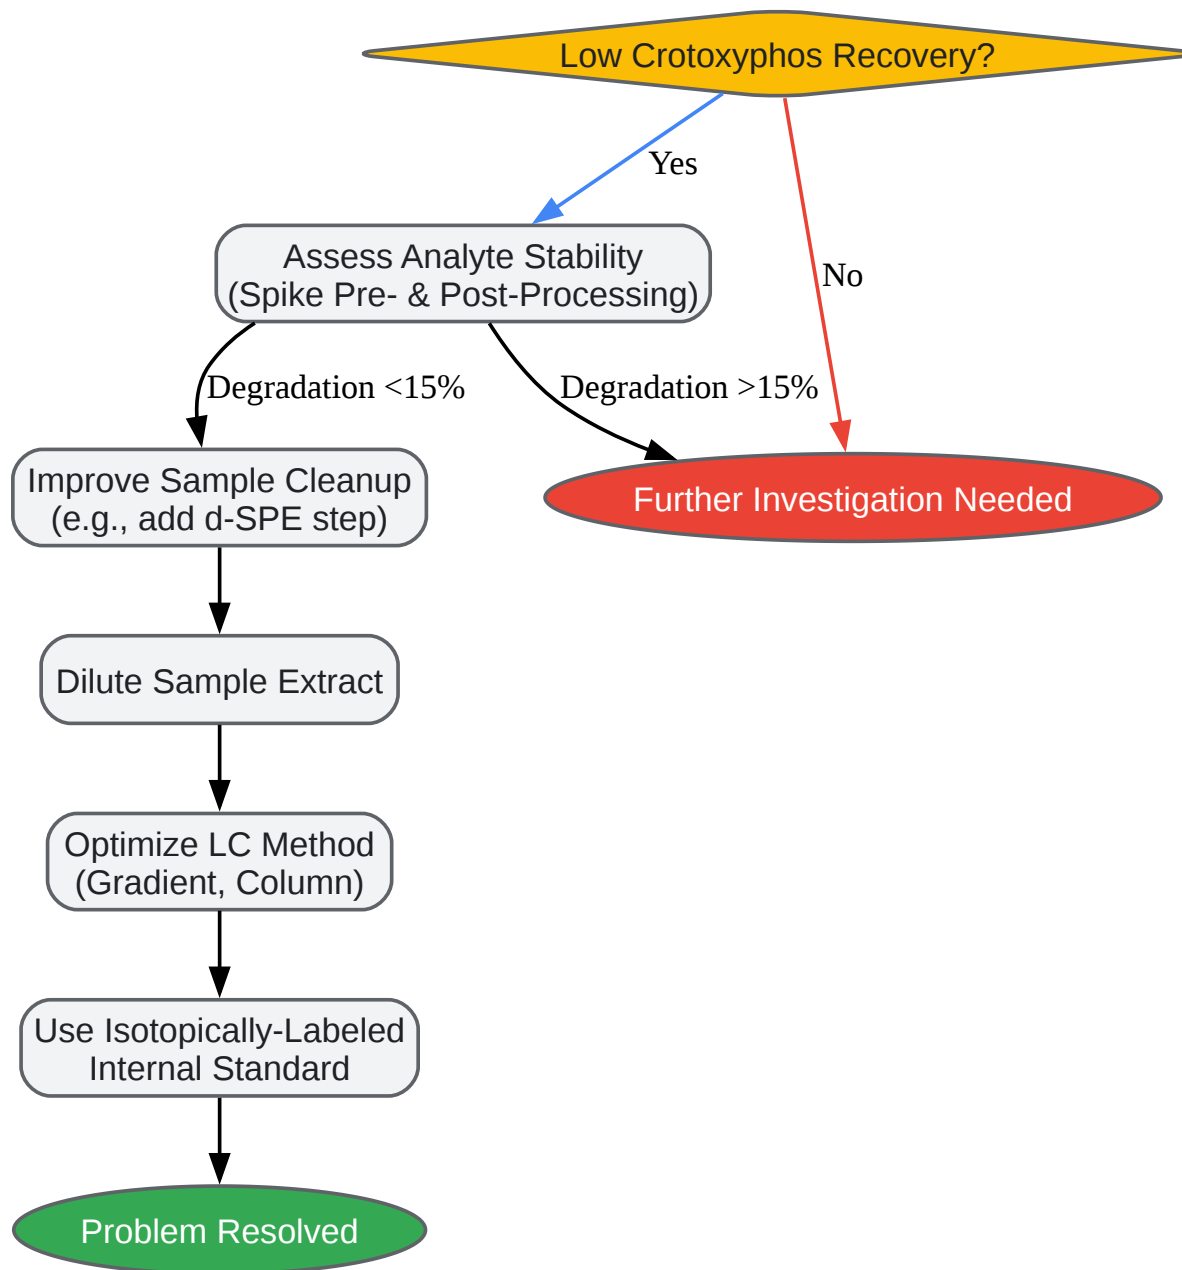 Low Crotoxyphos Recovery?
Yes
Assess Analyte Stability
(Spike Pre- & Post-Processing)
No
Degradation <15%
Degradation >15%
Improve Sample Cleanup
(e.g., add d-SPE step)
Further Investigation Needed
Dilute Sample Extract
Optimize LC Method
(Gradient, Column)
Use Isotopically-Labeled
Internal Standard
Problem Resolved